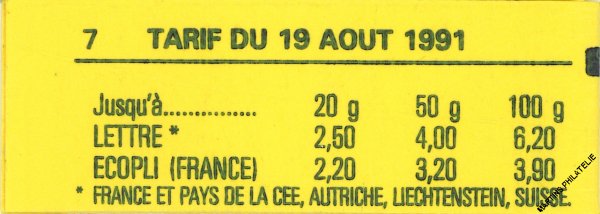 7 TARIF DU 19 AOUT 1991
Jusqu'à............... 20 g 50 g 100 g
LETTRE * 2,50 4,00 6,20
ECOPLI (FRANCE) 2,20 3,20 3,90
* FRANCE ET PAYS DE LA CEE, AUTRICHE, LIECHTENSTEIN, SUISSE.